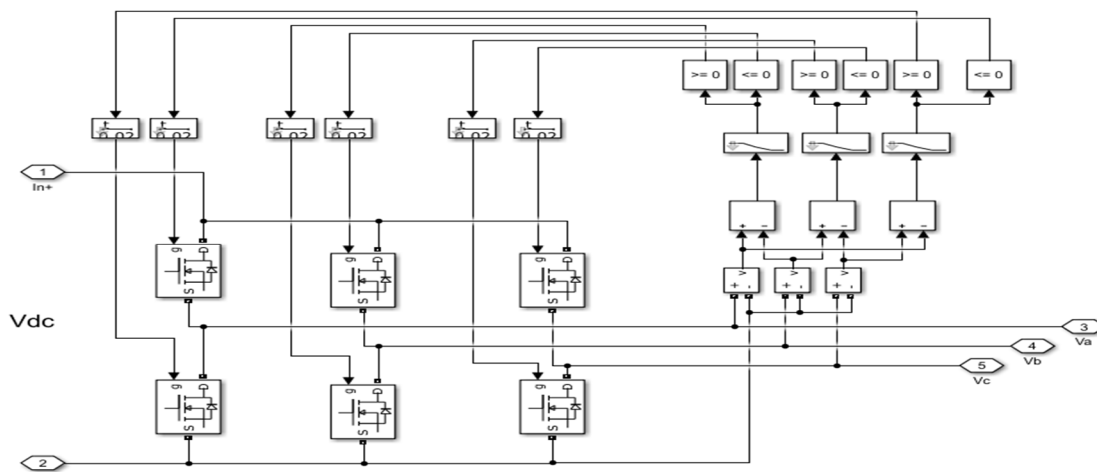 >= 0 <= 0 >= 0 <= 0 >= 0 <= 0
1
In+
+ − + − + −
g D
g D
g D
S
S
S
v v v
+ - + - + -
Vdc
3
Va
4
Vb
5
Vc
g D
g D
g D
S
S
S
2